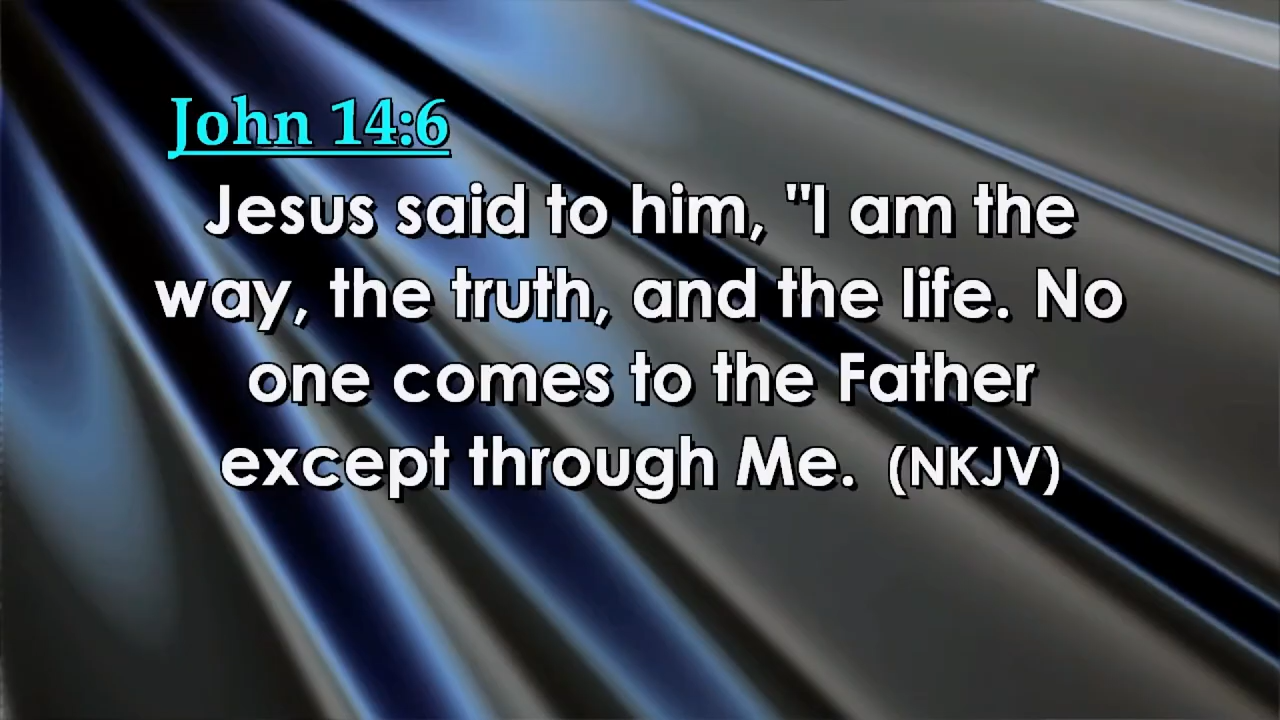 John 14:6
Jesus said to him, "I am the
way, the truth, and the life. No
one comes to the Father
except through Me. (NKJV)